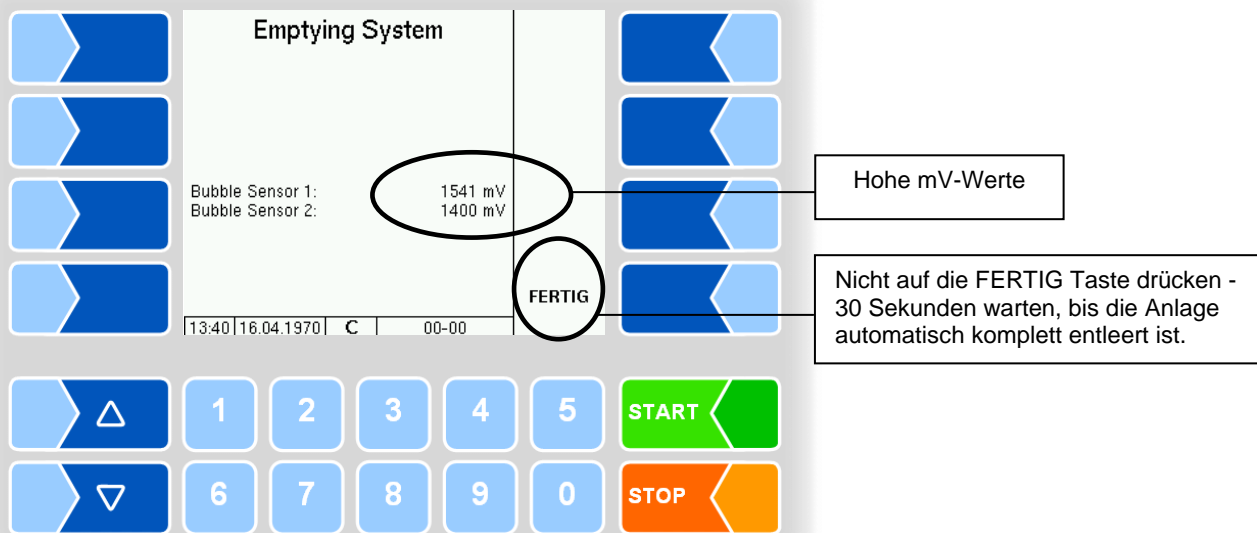 Emptying System
Bubble Sensor 1: 1541 mV
Bubble Sensor 2: 1400 mV
FERTIG
13:40 16.04.1970 C 00-00
Hohe mV-Werte
Nicht auf die FERTIG Taste drücken -
30 Sekunden warten, bis die Anlage
automatisch komplett entleert ist.
1 2 3 4 5 START
6 7 8 9 0 STOP